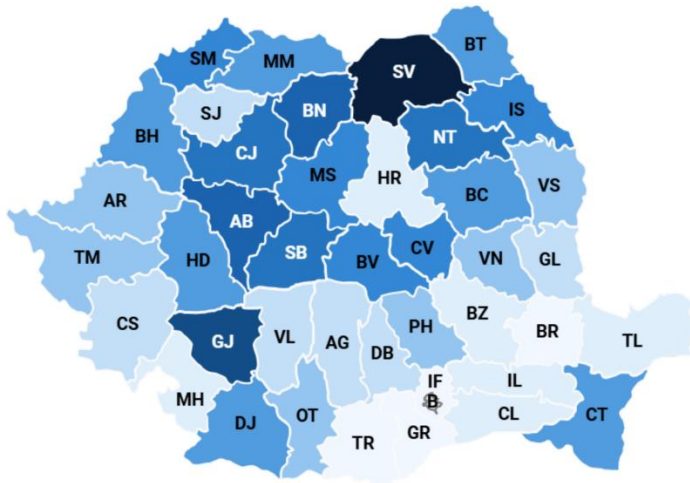 BT
SM
MM
SV
SJ
BN
IS
BH
CJ
NT
MS
HR
VS
AR
BC
AB
SB
CV
TM
HD
BV
VN
GL
CS
GJ
VL
AG
DB
PH
BZ
BR
TL
IF
IL
MH
B
DJ
OT
CL
CT
TR
GR